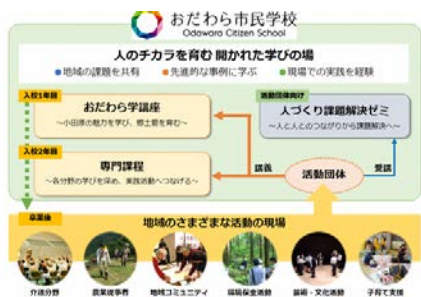 おだわら市民学校
Odawara Citizen School
人のチカラを育む 開かれた学びの場
●地域の課題を共有 ●先進的な事例に学ぶ ●現場での実践を経験
入校1年目
おだわら学講座
～小田原の魅力を学び、郷土愛を育む～
活動団体向け
人づくり課題解決ゼミ
～人と人とのつながりから課題解決へ～
入校2年目
専門課程
～各分野の学びを深め、実践活動へつなげる～
講義
活動団体
受講
卒業後
地域のさまざまな活動の現場
介護分野
農業従事者
地域コミュニティ
環境保全活動
芸術・文化活動
子育て支援